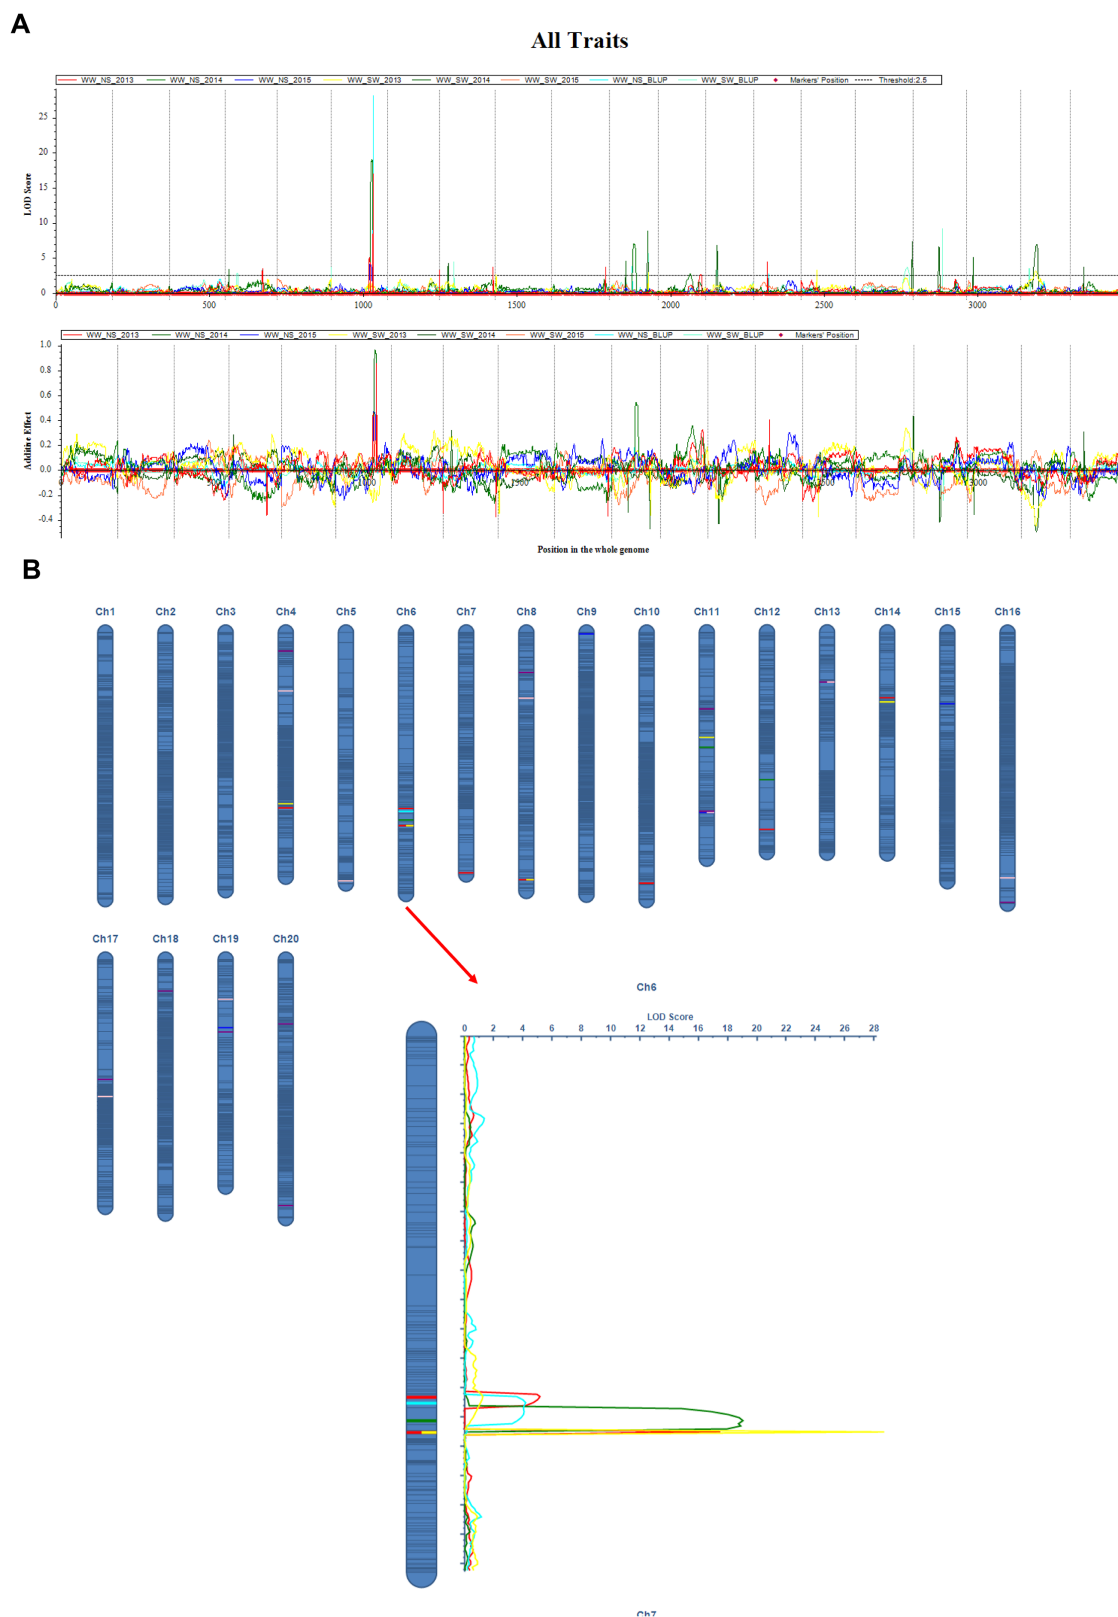 A
All Traits
WW_NS_2013 WW_NS_2014 WW_NS_2015 WW_SW_2013 WW_SW_2014 WW_SW_2015 WW_NS_BLUP WW_SW_BLUP Markers' Position Threshold:2.5
LOD Score
25
20
15
10
5
0
0 500 1000 1500 2000 2500 3000
WW_NS_2013 WW_NS_2014 WW_NS_2015 WW_SW_2013 WW_SW_2014 WW_SW_2015 WW_NS_BLUP WW_SW_BLUP Markers' Position
Additive Effect
1.0
0.8
0.6
0.4
0.2
0.0
-0.2
-0.4
3000
Position in the whole genome
B
Ch1 Ch2 Ch3 Ch4 Ch5 Ch6 Ch7 Ch8 Ch9 Ch10 Ch11 Ch12 Ch13 Ch14 Ch15 Ch16
Ch17 Ch18 Ch19 Ch20
Ch6
LOD Score
0 2 4 6 8 10 12 14 16 18 20 22 24 26 28
Ch7